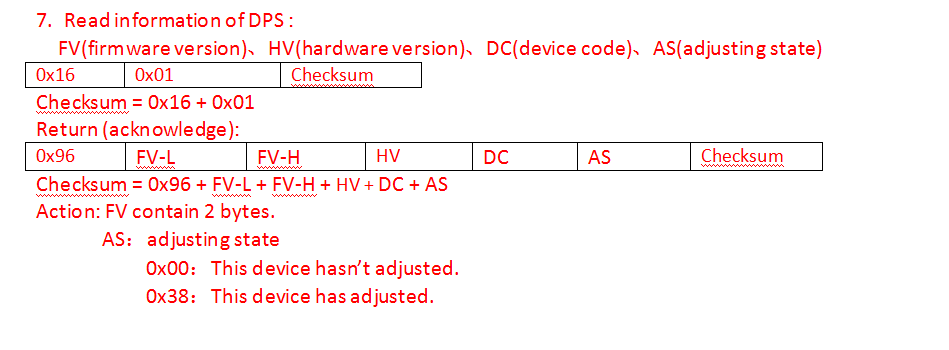 7. Read information of DPS:
FV(firmware version)、HV(hardware version)、DC(device code)、AS(adjusting state)
0x16 0x01 Checksum
Checksum = 0x16 + 0x01
Return (acknowledge):
0x96 FV-L FV-H HV DC AS Checksum
Checksum = 0x96 + FV-L + FV-H + HV + DC + AS
Action: FV contain 2 bytes.
AS：adjusting state
0x00：This device hasn’t adjusted.
0x38：This device has adjusted.